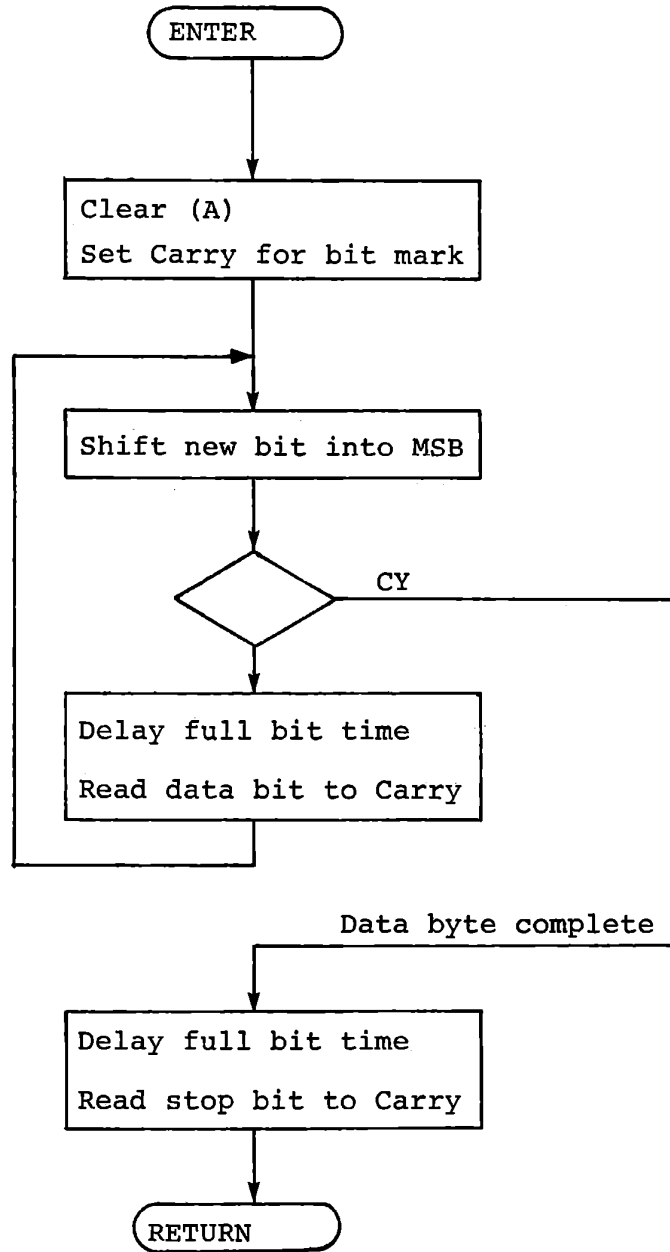 ENTER
Clear (A)
Set Carry for bit mark
Shift new bit into MSB
CY
Delay full bit time
Read data bit to Carry
Data byte complete
Delay full bit time
Read stop bit to Carry
RETURN